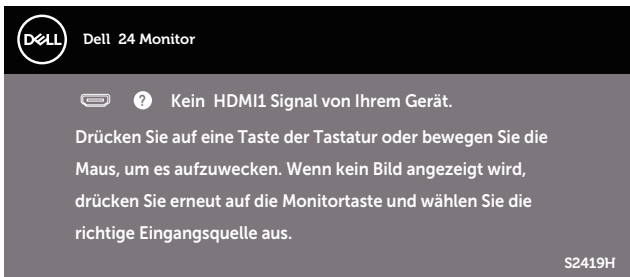 DELL Dell 24 Monitor
? Kein HDMI1 Signal von Ihrem Gerät.
Drücken Sie auf eine Taste der Tastatur oder bewegen Sie die
Maus, um es aufzuwecken. Wenn kein Bild angezeigt wird,
drücken Sie erneut auf die Monitortaste und wählen Sie die
richtige Eingangsquelle aus.
S2419H